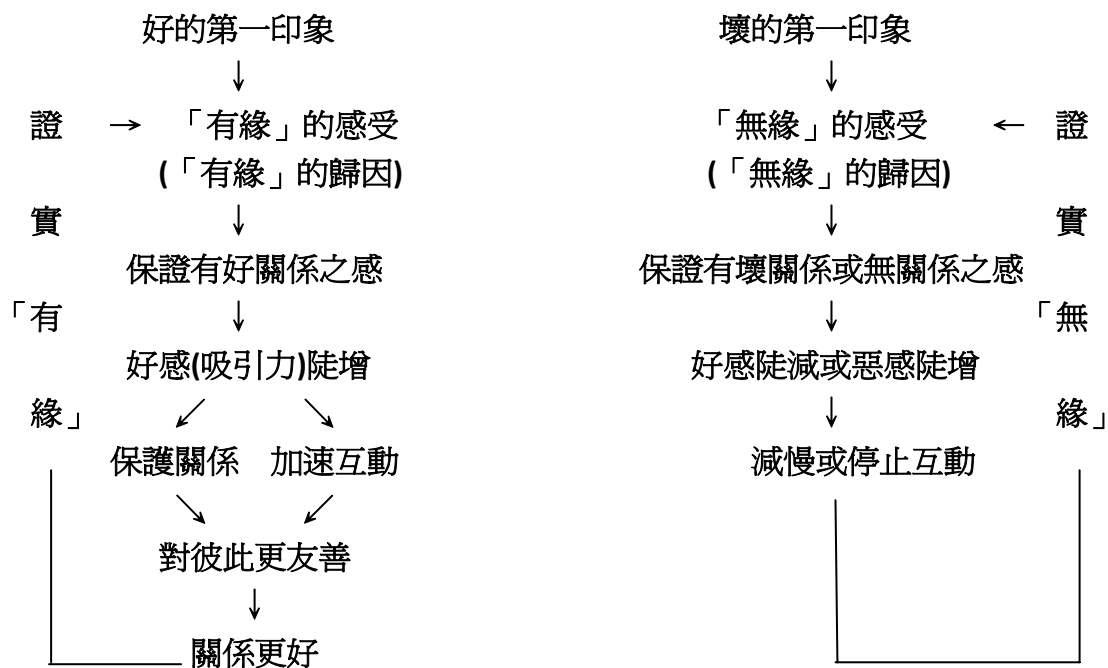 好的第一印象
↓
「有緣」的感受
(「有緣」的歸因)
↓
保證有好關係之感
↓
好感(吸引力)陡增
↙ ↘
保護關係 加速互動
↘ ↙
對彼此更友善
↓
關係更好
證 →
實
「有
緣」
壞的第一印象
↓
「無緣」的感受
(「無緣」的歸因)
↓
保證有壞關係或無關係之感
↓
好感陡減或惡感陡增
↓
減慢或停止互動
← 證
實
「無
緣」